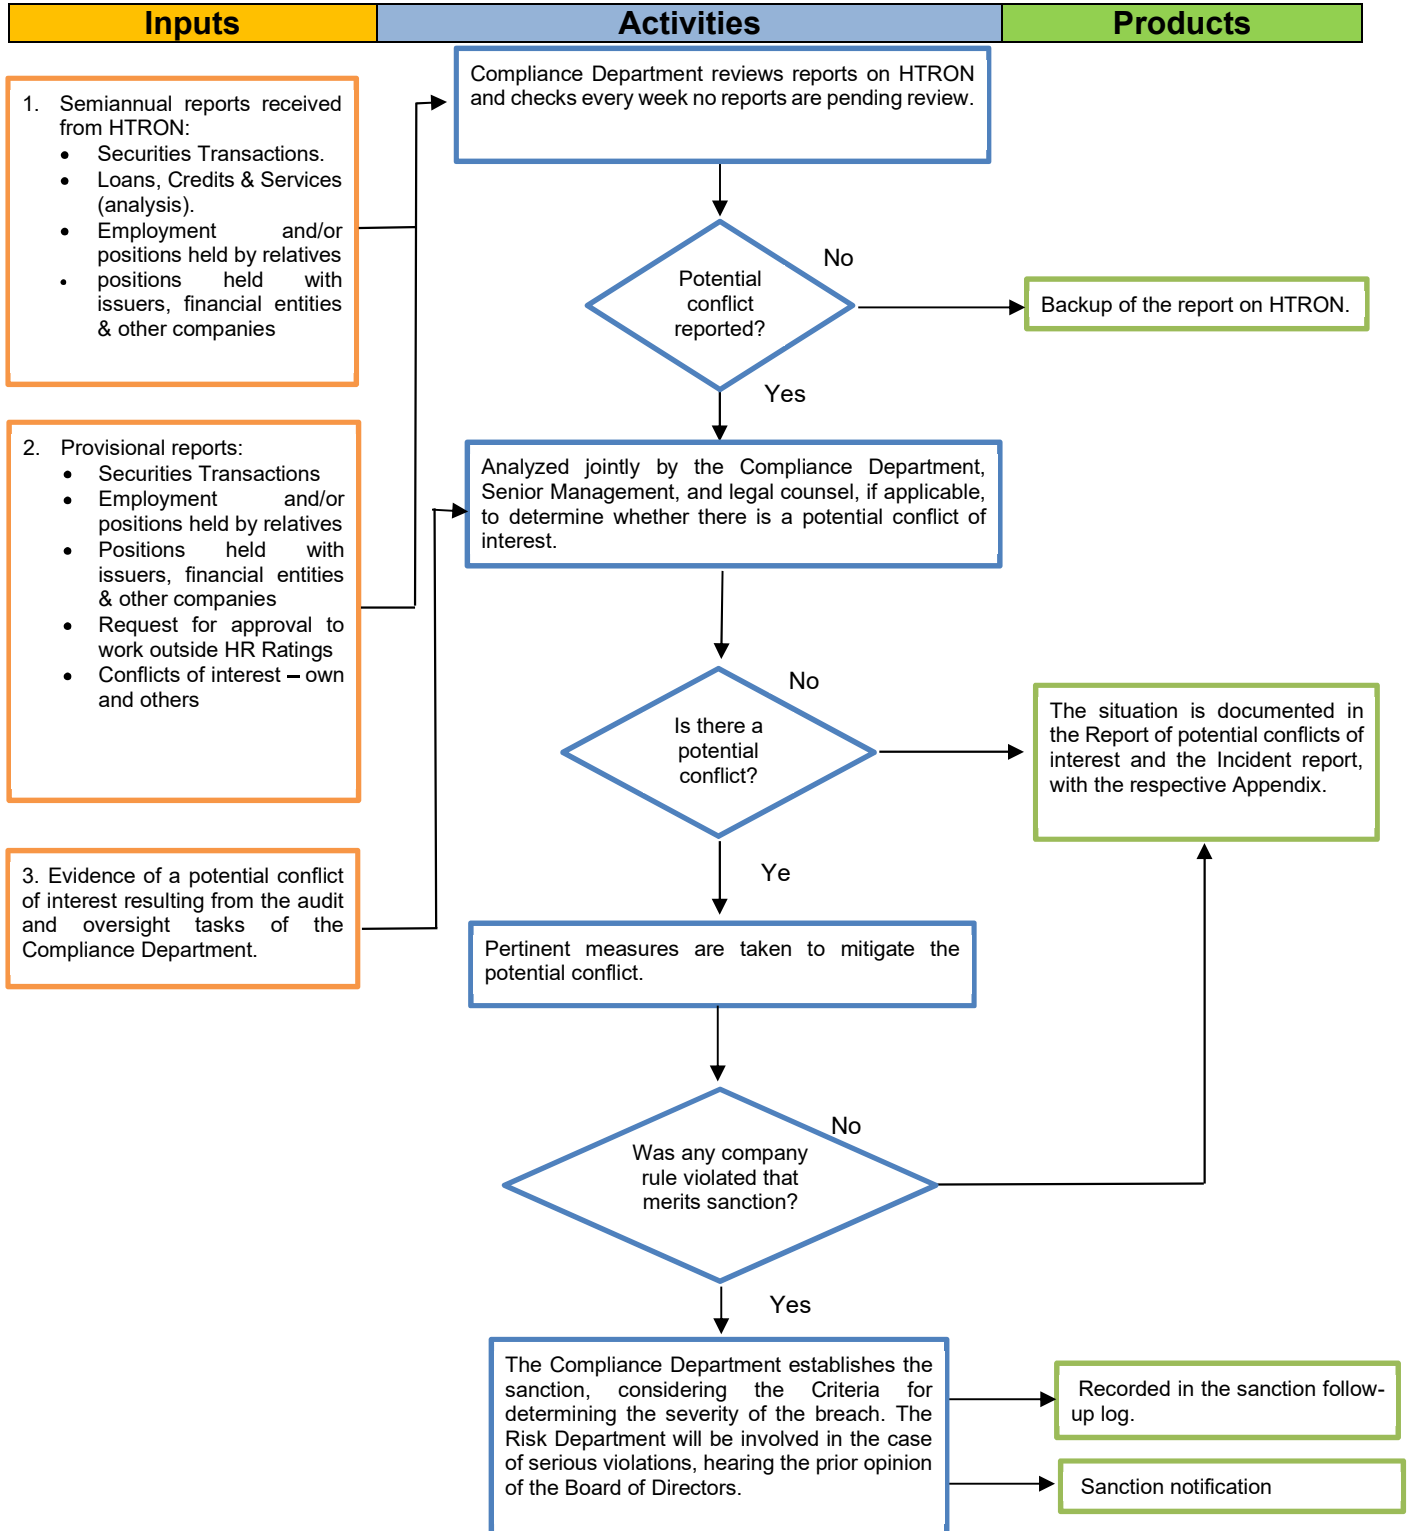 Inputs
Activities
Products
1. Semiannual reports received
from HTRON:
• Securities Transactions.
• Loans, Credits & Services
(analysis).
• Employment and/or
positions held by relatives
• positions held with
issuers, financial entities
& other companies
2. Provisional reports:
• Securities Transactions
• Employment and/or
positions held by relatives
• Positions held with
issuers, financial entities
& other companies
• Request for approval to
work outside HR Ratings
• Conflicts of interest – own
and others
3. Evidence of a potential conflict
of interest resulting from the audit
and oversight tasks of the
Compliance Department.
Compliance Department reviews reports on HTRON
and checks every week no reports are pending review.
Potential
conflict
reported?
No
Backup of the report on HTRON.
Yes
Analyzed jointly by the Compliance Department,
Senior Management, and legal counsel, if applicable,
to determine whether there is a potential conflict of
interest.
Is there a
potential
conflict?
No
The situation is documented in
the Report of potential conflicts of
interest and the Incident report,
with the respective Appendix.
Ye
Pertinent measures are taken to mitigate the
potential conflict.
Was any company
rule violated that
merits sanction?
No
Yes
The Compliance Department establishes the
sanction, considering the Criteria for
determining the severity of the breach. The
Risk Department will be involved in the case
of serious violations, hearing the prior opinion
of the Board of Directors.
Recorded in the sanction follow-
up log.
Sanction notification